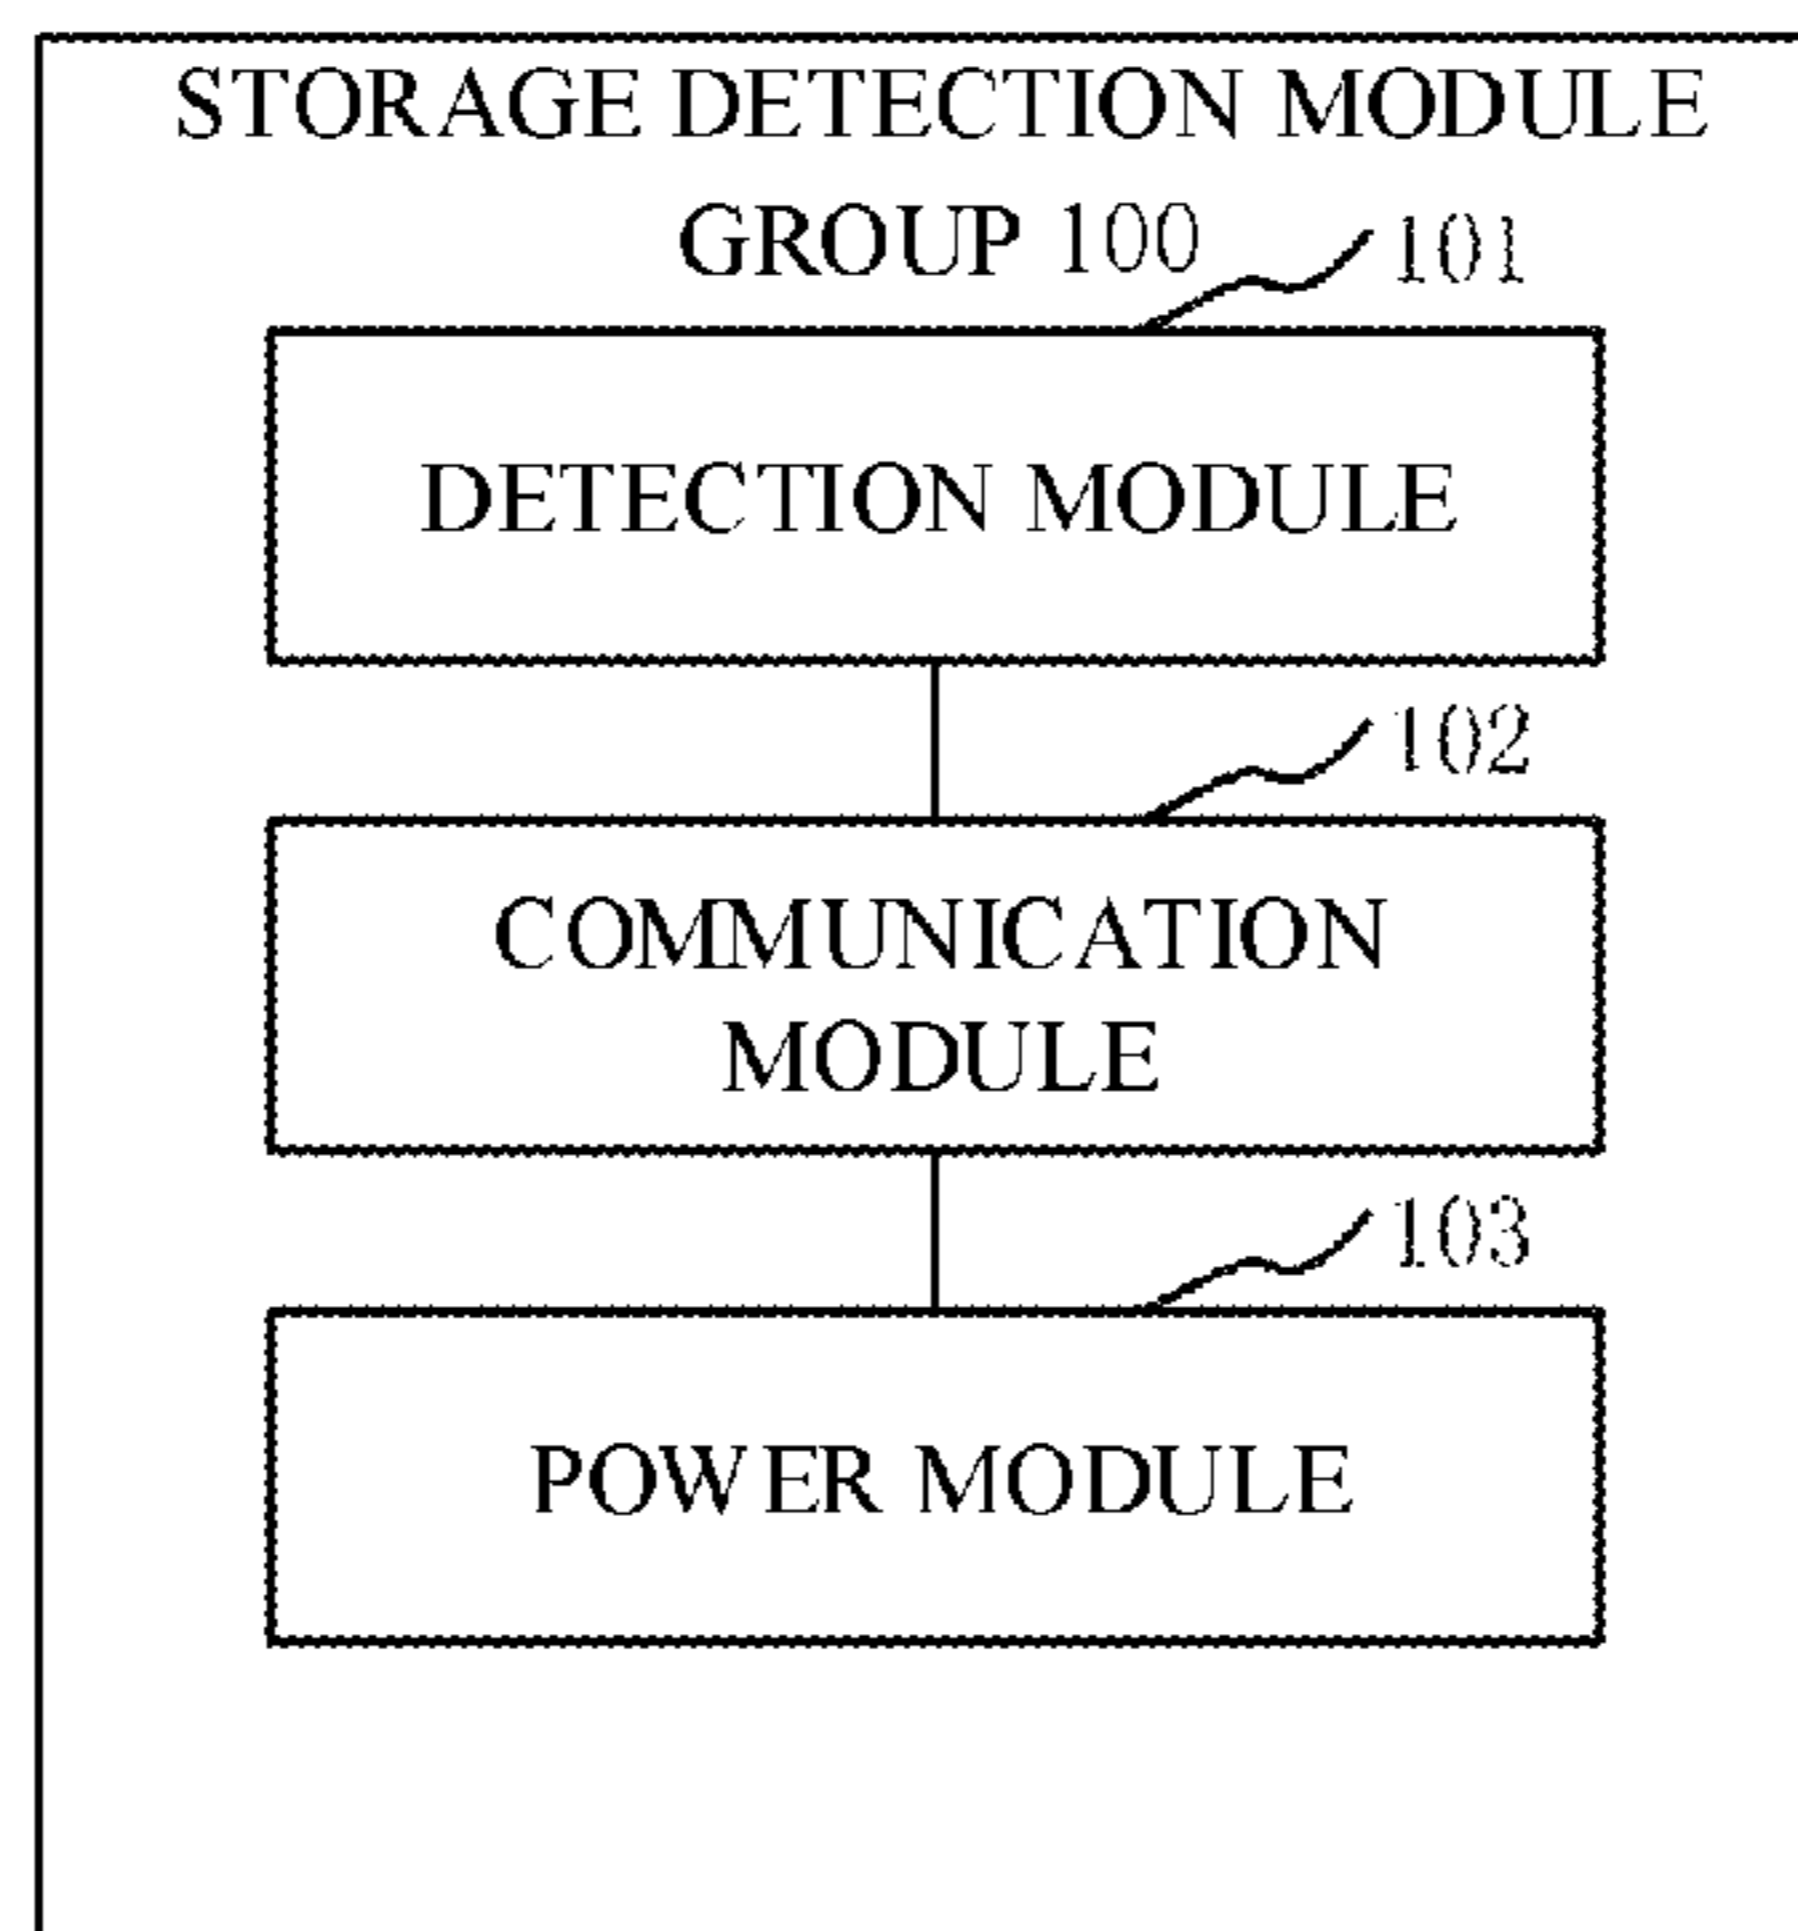 STORAGE DETECTION MODULE
GROUP 100
101
DETECTION MODULE
102
COMMUNICATION
MODULE
103
POWER MODULE